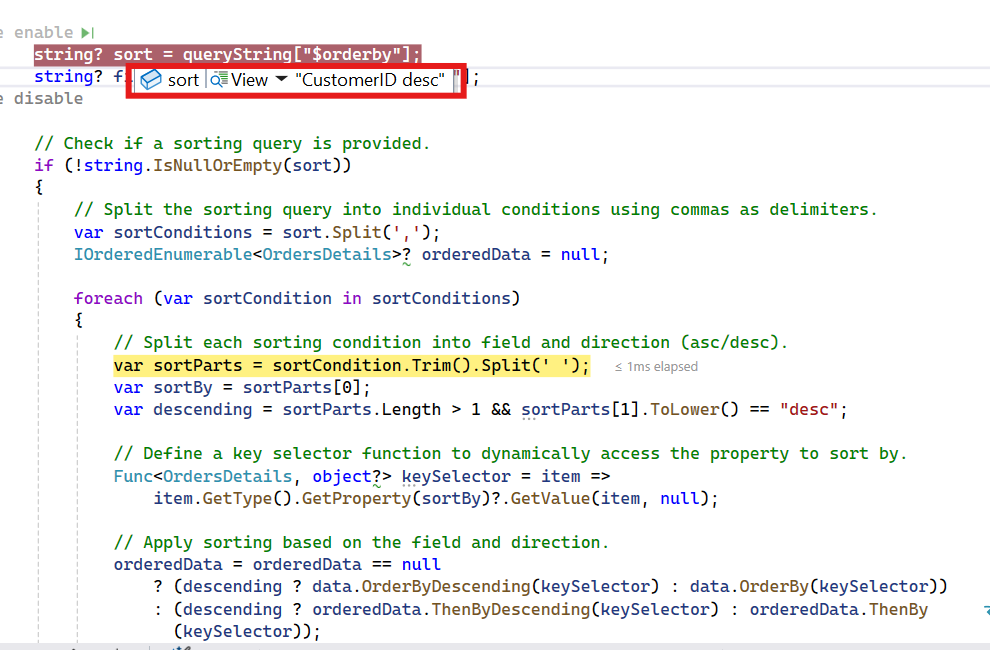 enable
string? sort = queryString["$orderby"];
string? f
sort View "CustomerID desc" "];
disable
// Check if a sorting query is provided.
if (!string.IsNullOrEmpty(sort))
{
// Split the sorting query into individual conditions using commas as delimiters.
var sortConditions = sort.Split(',');
IOrderedEnumerable<OrdersDetails>? orderedData = null;
foreach (var sortCondition in sortConditions)
{
// Split each sorting condition into field and direction (asc/desc).
var sortParts = sortCondition.Trim().Split(' '); ≤ 1ms elapsed
var sortBy = sortParts[0];
var descending = sortParts.Length > 1 && sortParts[1].ToLower() == "desc";
// Define a key selector function to dynamically access the property to sort by.
Func<OrdersDetails, object?> keySelector = item =>
item.GetType().GetProperty(sortBy)?.GetValue(item, null);
// Apply sorting based on the field and direction.
orderedData = orderedData == null
? (descending ? data.OrderByDescending(keySelector) : data.OrderBy(keySelector))
: (descending ? orderedData.ThenByDescending(keySelector) : orderedData.ThenBy
(keySelector));